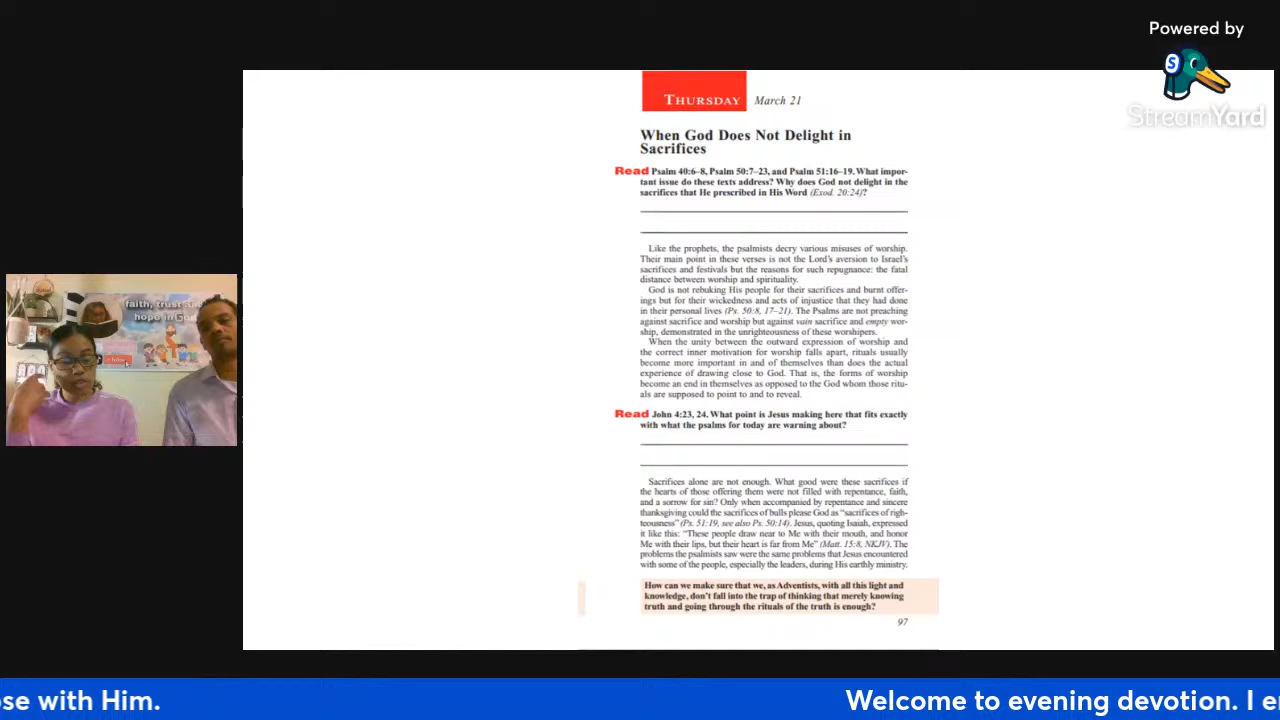 Powered by
S
StreamYard
THURSDAY March 21
When God Does Not Delight in
Sacrifices
Read Psalm 40:6–8, Psalm 50:7–23, and Psalm 51:16–19. What impor-
tant issue do these texts address? Why does God not delight in the
sacrifices that He prescribed in His Word (Exod. 20:24)?
Like the prophets, the psalmists decry various misuses of worship.
Their main point in these verses is not the Lord's aversion to Israel's
sacrifices and festivals but the reasons for such repugnance: the fatal
distance between worship and spirituality.
God is not rebuking His people for their sacrifices and burnt offer-
ings but for their wickedness and acts of injustice that they had done
in their personal lives (Ps. 50:8, 17–21). The Psalms are not preaching
against sacrifice and worship but against vain sacrifice and empty wor-
ship, demonstrated in the unrighteousness of these worshipers.
When the unity between the outward expression of worship and
the correct inner motivation for worship falls apart, rituals usually
become more important in and of themselves than does the actual
experience of drawing close to God. That is, the forms of worship
become an end in themselves as opposed to the God whom those ritu-
als are supposed to point to and to reveal.
Read John 4:23, 24. What point is Jesus making here that fits exactly
with what the psalms for today are warning about?
Sacrifices alone are not enough. What good were these sacrifices if
the hearts of those offering them were not filled with repentance, faith,
and a sorrow for sin? Only when accompanied by repentance and sincere
thanksgiving could the sacrifices of bulls please God as “sacrifices of righ-
teousness” (Ps. 51:19, see also Ps. 50:14). Jesus, quoting Isaiah, expressed
it like this: “These people draw near to Me with their mouth, and honor
Me with their lips, but their heart is far from Me” (Matt. 15:8, NKJV). The
problems the psalmists saw were the same problems that Jesus encountered
with some of the people, especially the leaders, during His earthly ministry.
How can we make sure that we, as Adventists, with all this light and
knowledge, don't fall into the trap of thinking that merely knowing
truth and going through the rituals of the truth is enough?
97
faith, trust and
hope in God
ose with Him.
Welcome to evening devotion. I e